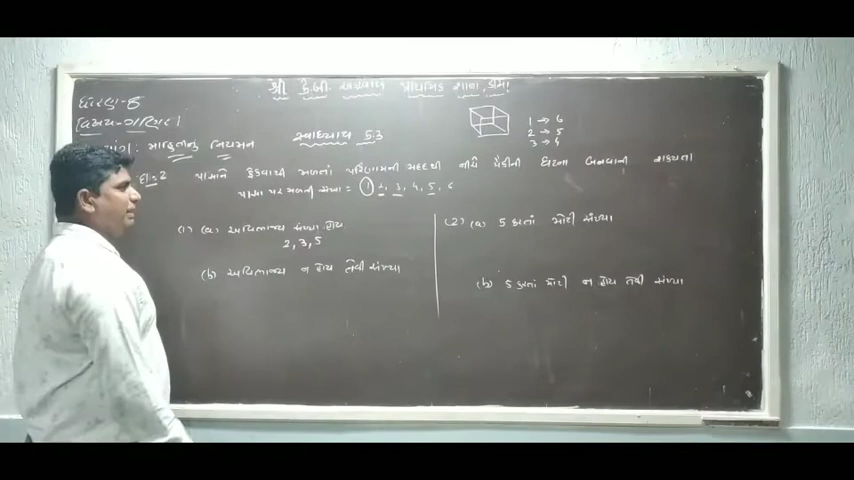 શ્રી કે.બી. પ્રાથમિક શાળા, ડીસા
ધોરણ-8
વિષય-ગણિત
1 → 6
2 → 5
3 → 4
માહિતીનું નિયમન
સ્વાધ્યાય 5.3
દા.2 પાસાને ફેંકવાથી મળતાં પરિણામની મદદથી નીચે પૈકીની ઘટના બનવાની શક્યતા
પાસા પર મળતી સંખ્યા = 1, 2, 3, 4, 5, 6
(1) (a) અવિભાજ્ય સંખ્યા હોય
2, 3, 5
(b) અવિભાજ્ય ન હોય તેવી સંખ્યા
(2) (a) 5 કરતાં મોટી સંખ્યા
(b) 5 કરતાં મોટી ન હોય તેવી સંખ્યા